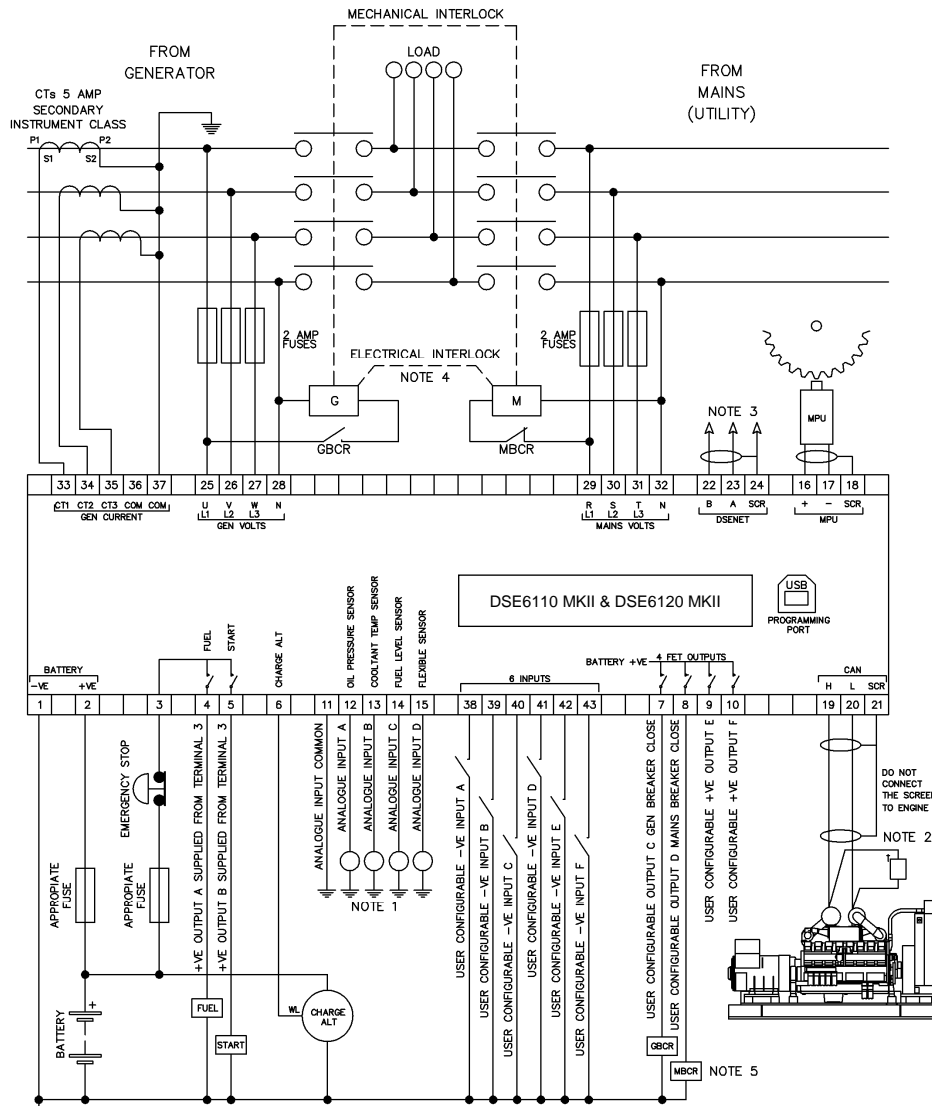 MECHANICAL INTERLOCK
FROM
GENERATOR
LOAD
FROM
MAINS
(UTILITY)
CTs 5 AMP
SECONDARY
INSTRUMENT CLASS
P1 P2
S1 S2
2 AMP
FUSES
2 AMP
FUSES
ELECTRICAL INTERLOCK
NOTE 4
G
M
GBCR
MBCR
NOTE 3
MPU
33 34 35 36 37 25 26 27 28 29 30 31 32 22 23 24 16 17 18
CT1 CT2 CT3 COM COM
GEN CURRENT
U V W N
L1 L2 L3
GEN VOLTS
R S T N
L1 L2 L3
MAINS VOLTS
B A SCR
DSENET
+ - SCR
MPU
DSE6110 MKII & DSE6120 MKII
USB
PROGRAMMING
PORT
BATTERY
-VE +VE
FUEL
START
CHARGE ALT
OIL PRESSURE SENSOR
COOLTANT TEMP SENSOR
FUEL LEVEL SENSOR
FLEXIBLE SENSOR
6 INPUTS
4 FET OUTPUTS
BATTERY +VE
CAN
H L SCR
1 2 3 4 5 6 11 12 13 14 15 38 39 40 41 42 43 7 8 9 10 19 20 21
EMERGENCY STOP
APPROPIATE
FUSE
APPROPIATE
FUSE
+VE OUTPUT A SUPPLIED FROM TERMINAL 3
+VE OUTPUT B SUPPLIED FROM TERMINAL 3
ANALOGUE INPUT COMMON
ANALOGUE INPUT A
ANALOGUE INPUT B
ANALOGUE INPUT C
ANALOGUE INPUT D
NOTE 1
USER CONFIGURABLE -VE INPUT A
USER CONFIGURABLE -VE INPUT B
USER CONFIGURABLE -VE INPUT C
USER CONFIGURABLE -VE INPUT D
USER CONFIGURABLE -VE INPUT E
USER CONFIGURABLE -VE INPUT F
USER CONFIGURABLE OUTPUT C GEN BREAKER CLOSE
USER CONFIGURABLE OUTPUT D MAINS BREAKER CLOSE
USER CONFIGURABLE +VE OUTPUT E
USER CONFIGURABLE +VE OUTPUT F
DO NOT
CONNECT
THE SCREEN
TO ENGINE
NOTE 2
BATTERY
+
FUEL
START
WL
CHARGE
ALT
GBCR
MBCR
NOTE 5